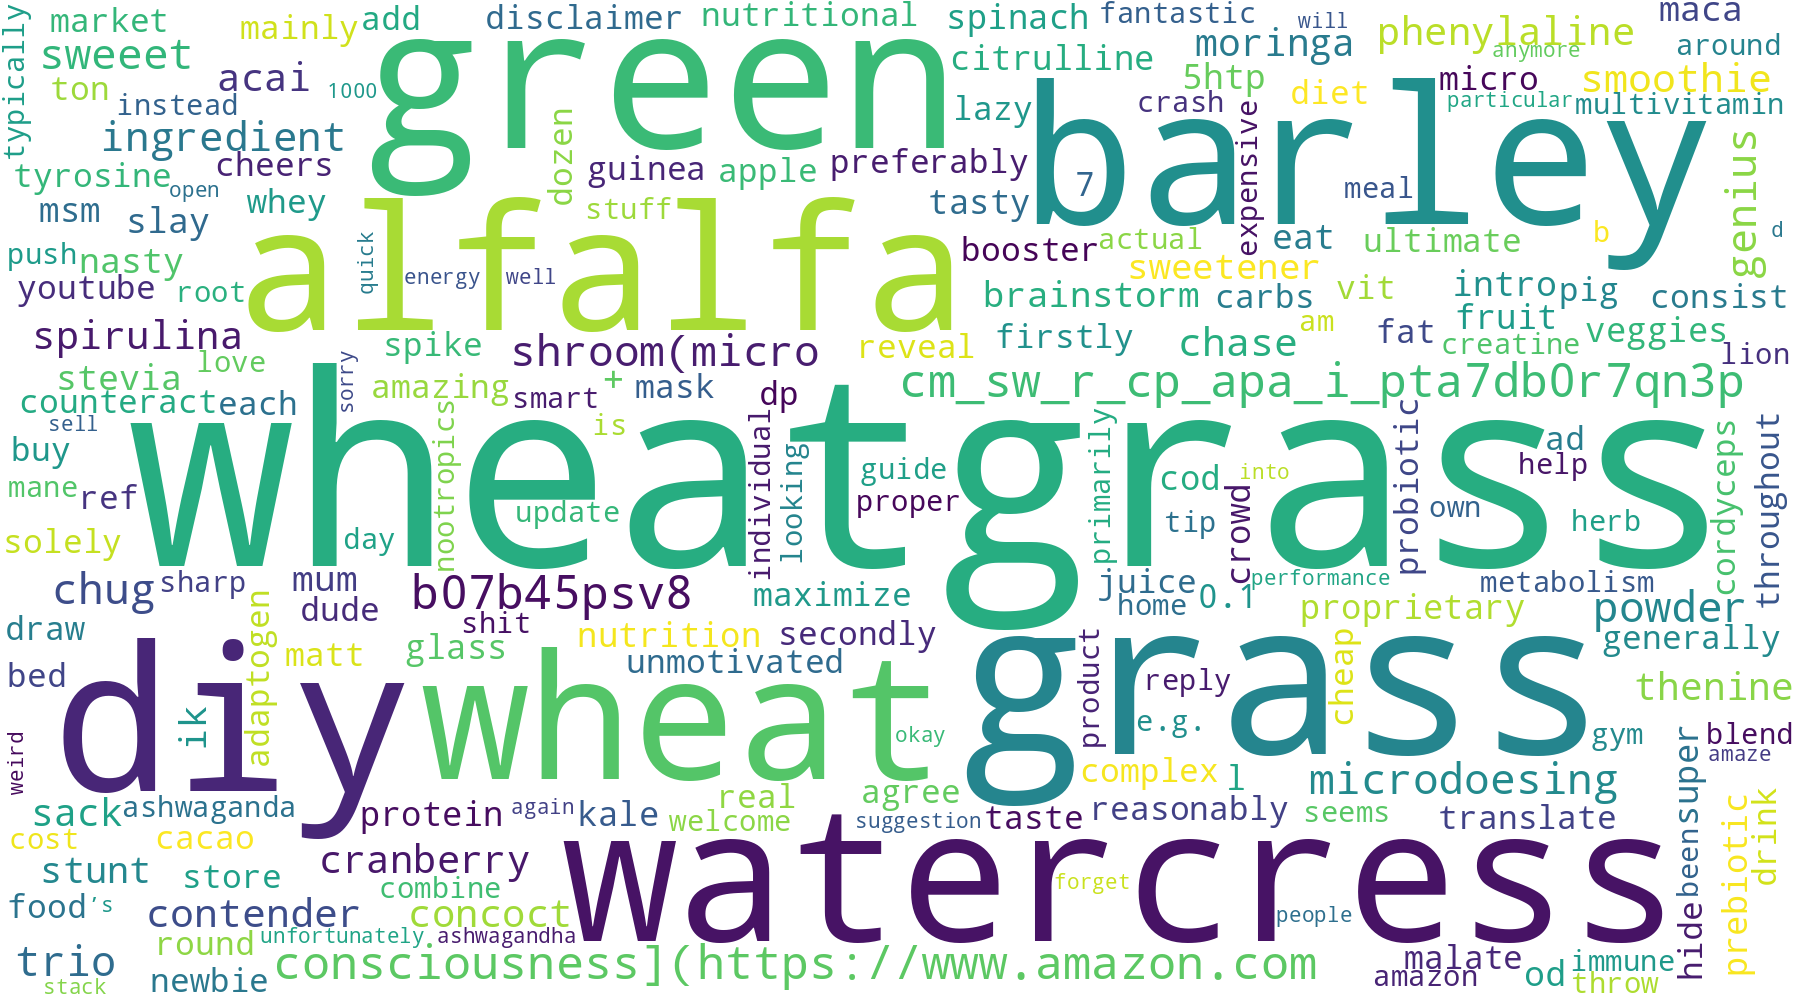 typically
market
mainly
add
disclaimer
nutritional
spinach
fantastic
will
maca
sweeet
green
citrulline
moringa
phenylaline
anymore
around
ton
acai
1000
5htp
micro
smoothie
instead
lazy
crash
diet
particular
multivitamin
ingredient
dozen
barley
expensive
genius
cheers
guinea
apple
preferably
tyrosine
open
7
meal
msm
slay
whey
stuff
tasty
alfalfa
push
nasty
quick
booster
actual
eat
ultimate
b
d
youtube
root
energy
well
sweetener
brainstorm
carbs
vit
intro
pig
consist
spirulina
spike
shroom(micro
reveal
firstly
chase
am
fat
fruit
creatine
veggies
lion
stevia
love
sorry
amazing
+
mask
dp
cm_sw_r_cp_apa_i_pta7db0r7qn3p
counteract
each
smart
is
wheatgrass
sell
buy
nootropics
individual
looking
guide
primarily
probiotic
ad
cordyceps
throughout
mane
ref
proper
cod
crowd
into
help
own
solely
day
update
tip
herb
chug
sharp
mum
b07b45psv8
maximize
juice
0.1
performance
metabolism
dude
shit
home
proprietary
powder
draw
adaptogen
matt
glass
nutrition
secondly
generally
bed
diy
wheat
unmotivated
grass
product
reply
cheap
thenine
ik
e.g.
okay
gym
blend
weird
complex
l
microdoesing
amaze
hidebeensuper
sack
ashwaganda
protein
again
kale
real
agree
reasonably
seems
translate
welcome
suggestion
taste
prebiotic
drink
cost
cacao
cranberry
watercress
stunt
store
combine
forget
food
’s
contender
concoct
people
round
unfortunately
ashwagandha
trio
newbie
consciousness](https://www.amazon.com
malate
immune
stack
amazon
od
throw